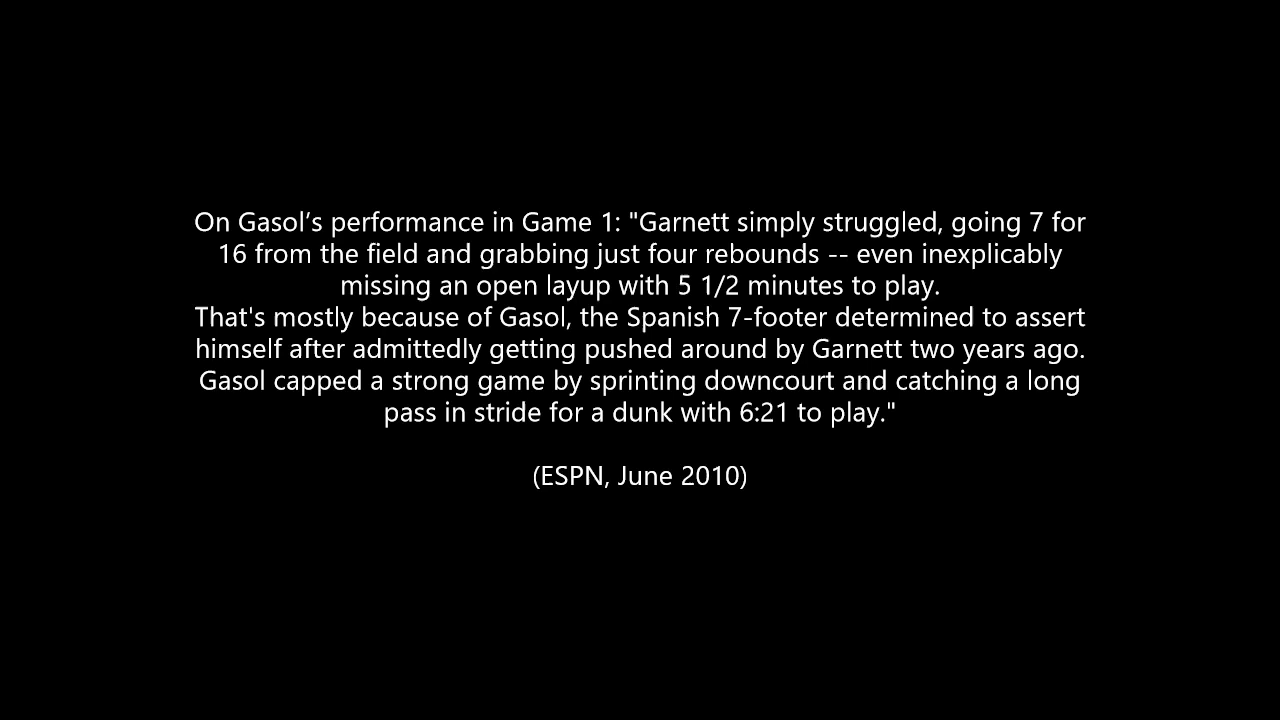 On Gasol’s performance in Game 1: "Garnett simply struggled, going 7 for
16 from the field and grabbing just four rebounds -- even inexplicably
missing an open layup with 5 1/2 minutes to play.
That's mostly because of Gasol, the Spanish 7-footer determined to assert
himself after admittedly getting pushed around by Garnett two years ago.
Gasol capped a strong game by sprinting downcourt and catching a long
pass in stride for a dunk with 6:21 to play."
(ESPN, June 2010)